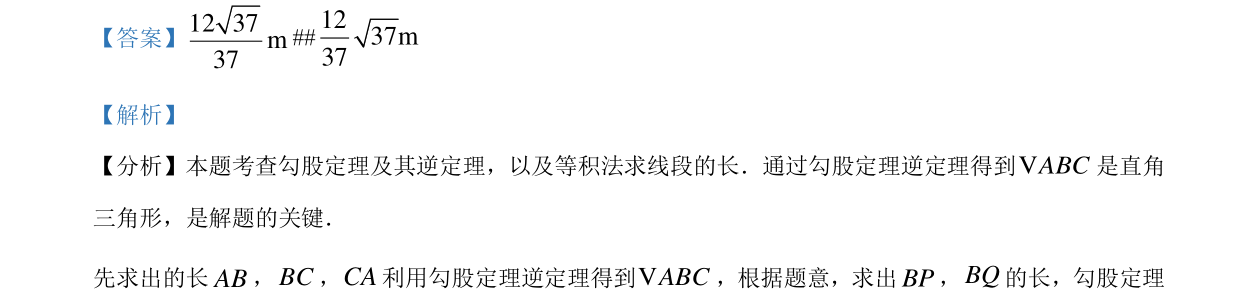 【答案】$\frac{12\sqrt{37}}{37}$m##$\frac{12}{37}\sqrt{37}$m
【解析】
【分析】本题考查勾股定理及其逆定理，以及等积法求线段的长．通过勾股定理逆定理得到VABC是直角
三角形，是解题的关键．
先求出的长AB，BC，CA利用勾股定理逆定理得到VABC，根据题意，求出BP，BQ的长，勾股定理